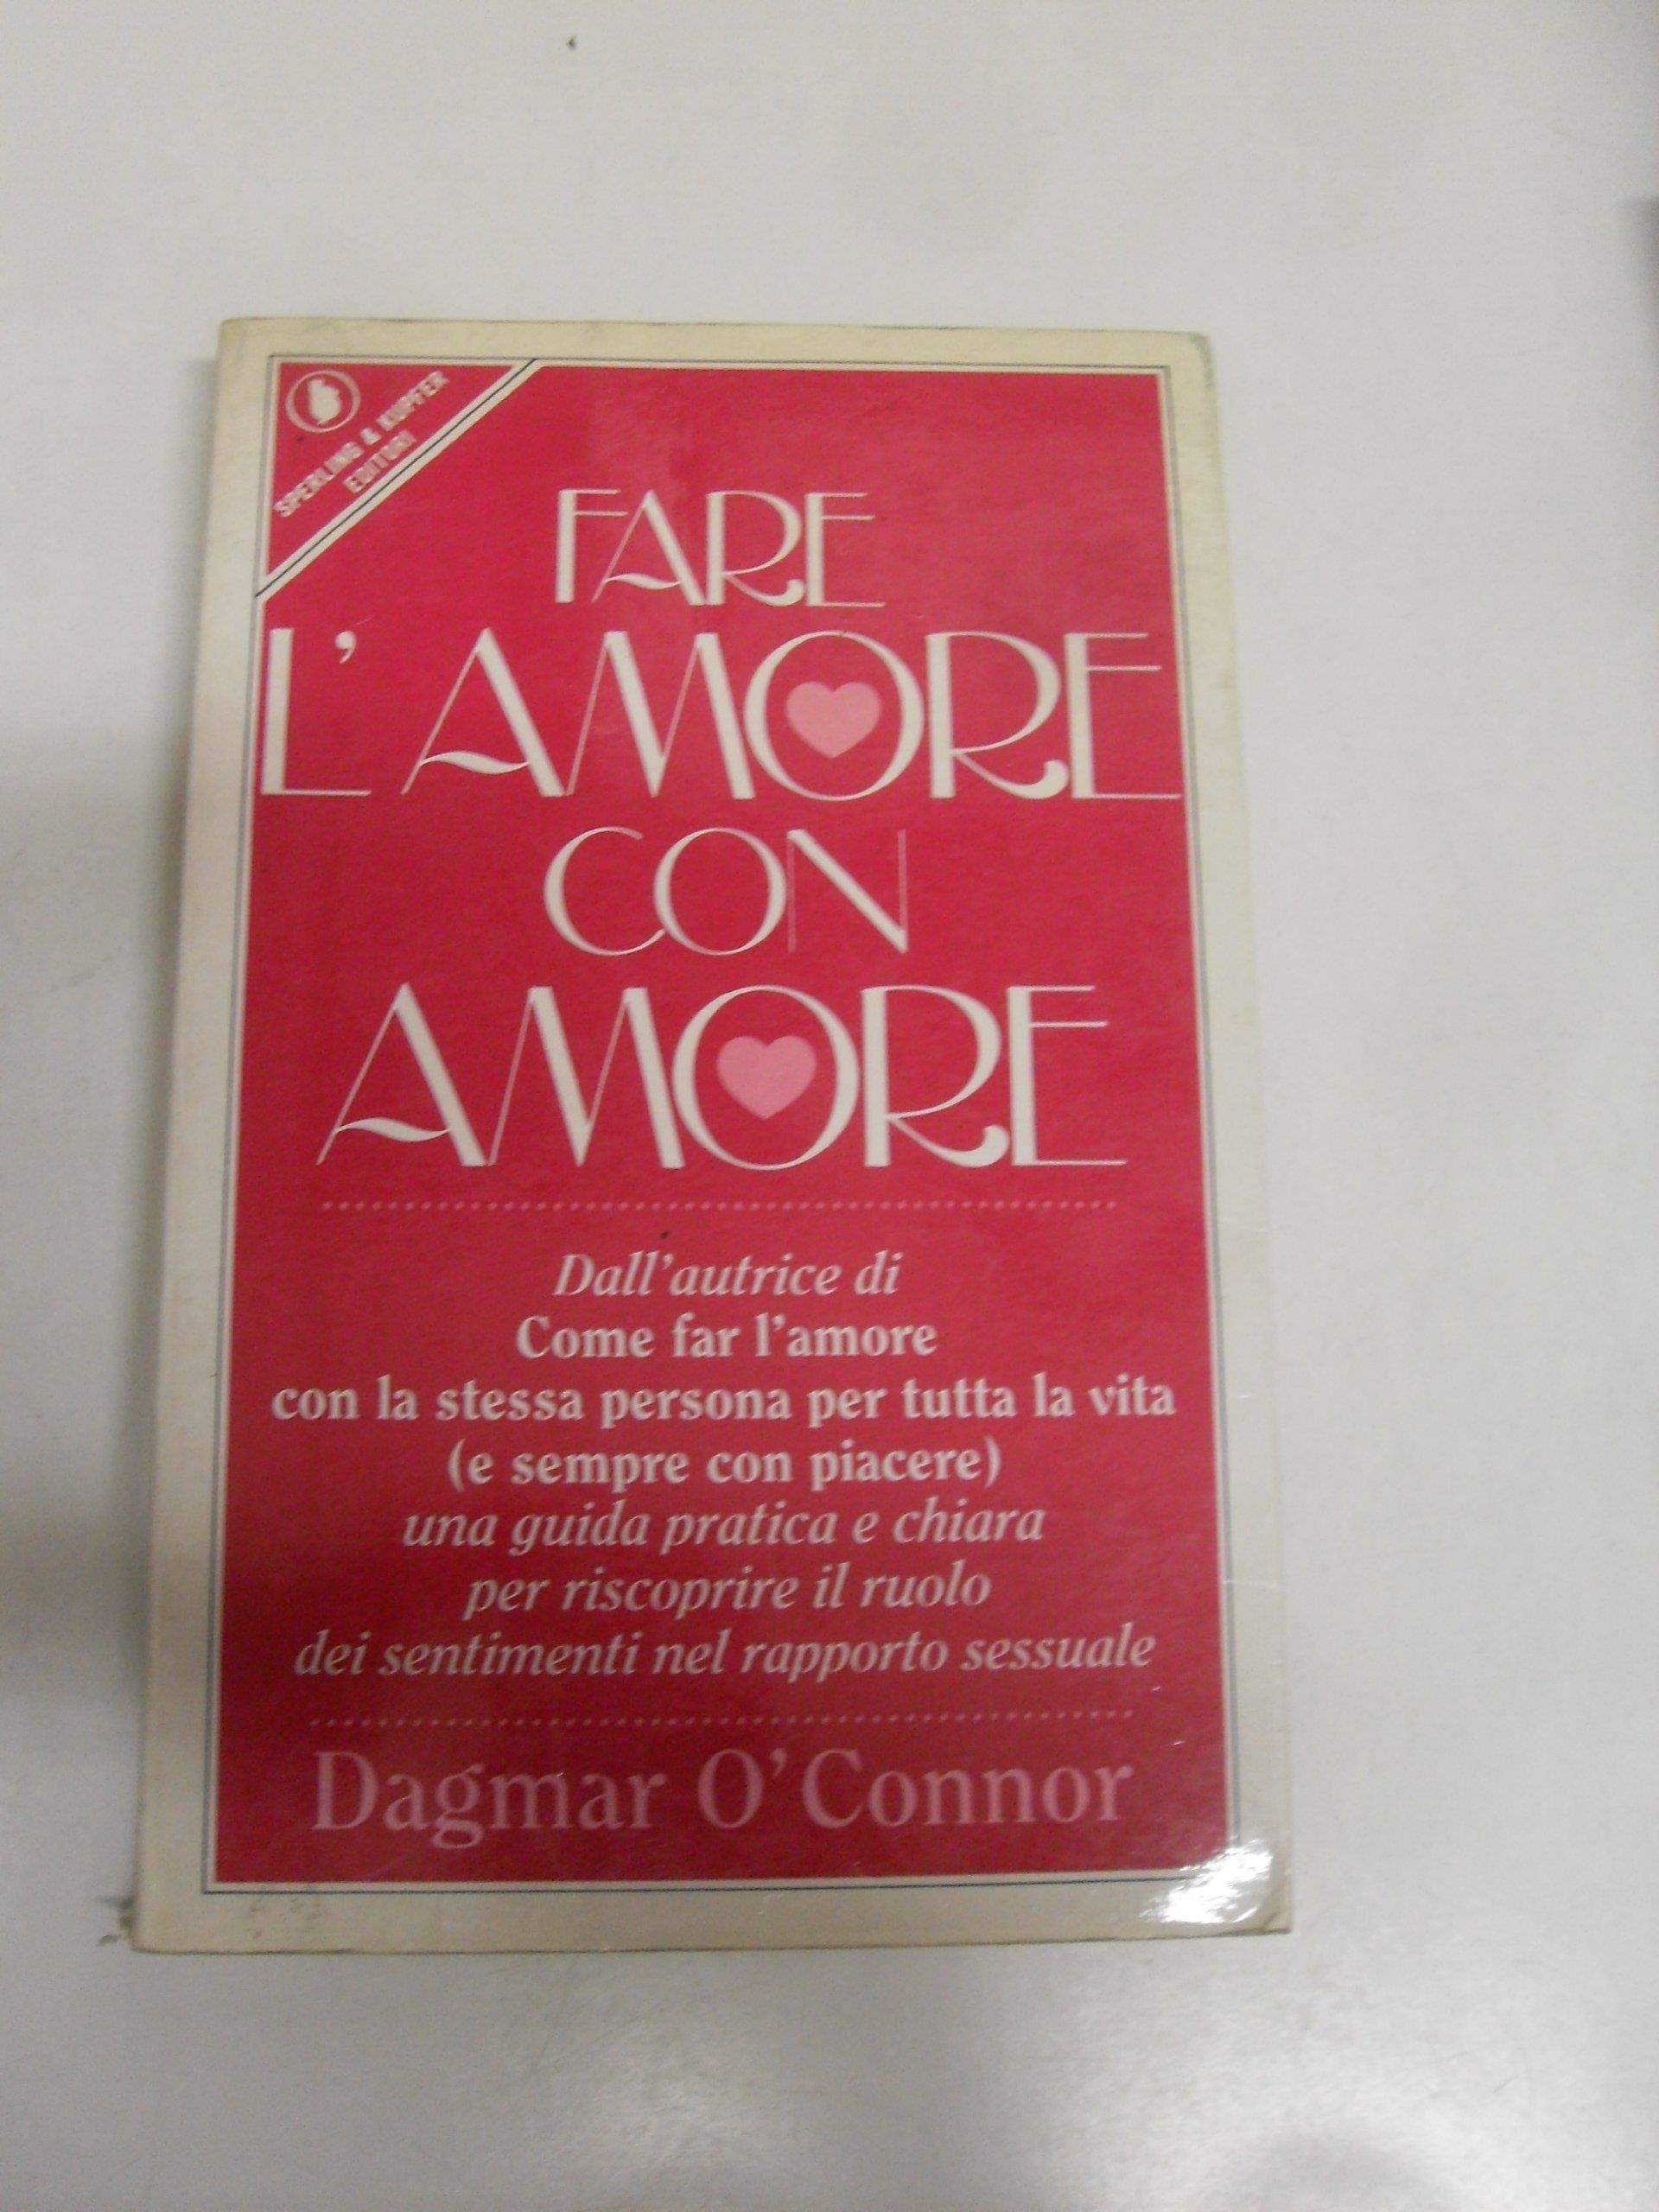 SPERLING & KUPFER
EDITORI
FARE
L'AMORE
CON
AMORE
Dall'autrice di
Come far l'amore
con la stessa persona per tutta la vita
(e sempre con piacere)
una guida pratica e chiara
per riscoprire il ruolo
dei sentimenti nel rapporto sessuale
Dagmar O'Connor